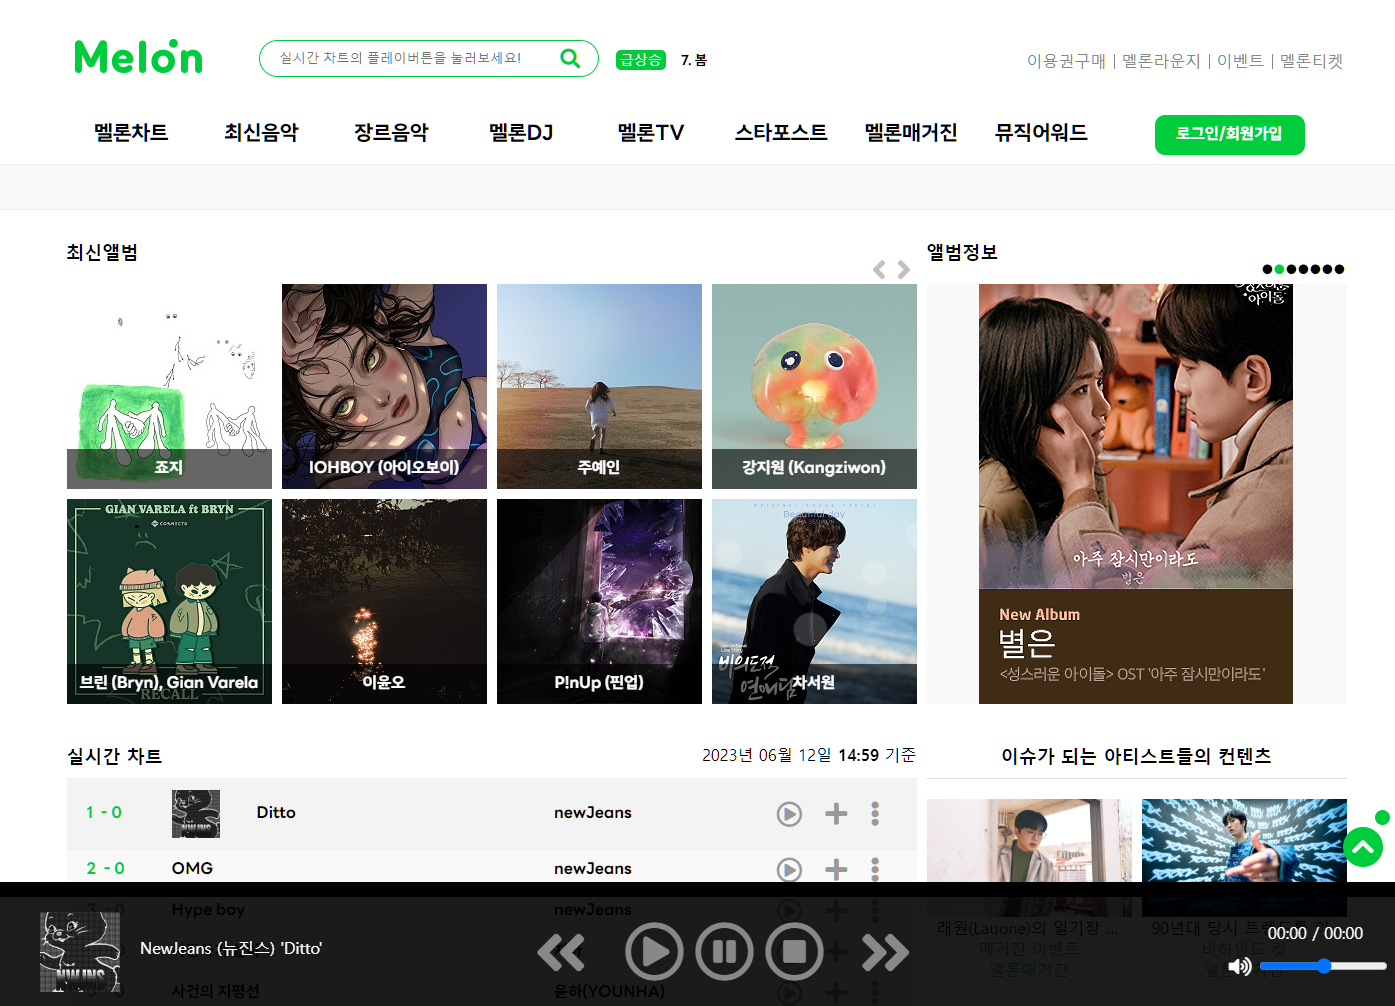 Melon
실시간 차트의 플레이버튼을 눌러보세요!
급상승 7. 봄
이용권구매 | 멜론라운지 | 이벤트 | 멜론티켓
멜론차트 최신음악 장르음악 멜론DJ 멜론TV 스타포스트 멜론매거진 뮤직어워드
로그인/회원가입
최신앨범
앨범정보
죠지
IOHBOY (아이오보이)
주예인
강지원 (Kangziwon)
GIAN VARELA ft BRYN
CONNECTD
RECALL
브린 (Bryn), Gian Varela
이윤오
P!nUp (핀업)
Beautiful day
비의도적
연애담
차서원
아이돌
아주 잠시만이라도
별은
New Album
별은
<성스러운 아이돌> OST '아주 잠시만이라도'
실시간 차트
2023년 06월 12일 14:59 기준
이슈가 되는 아티스트들의 컨텐츠
1 - 0 Ditto newJeans
NWJNS
2 - 0 OMG newJeans
3 - 0 Hype boy newJeans
사건의 지평선 윤하(YOUNHA)
래원(Lauone)의 일기장 ...
매거진 이벤트
멜론매거진
90년대 당시
비하인드 컷
NWJNS
NewJeans (뉴진스) 'Ditto'
00:00 / 00:00